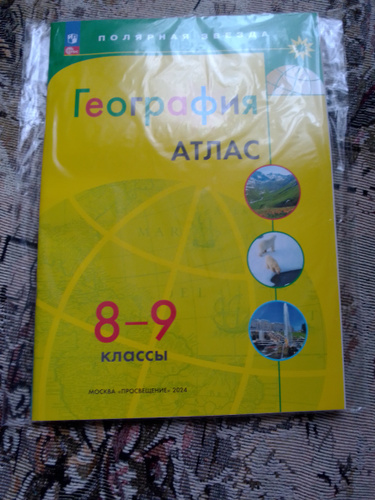 ПОЛЯРНАЯ ЗВЕЗДА
География
АТЛАС
8–9
КЛАССЫ
МОСКВА «ПРОСВЕЩЕНИЕ» 2024